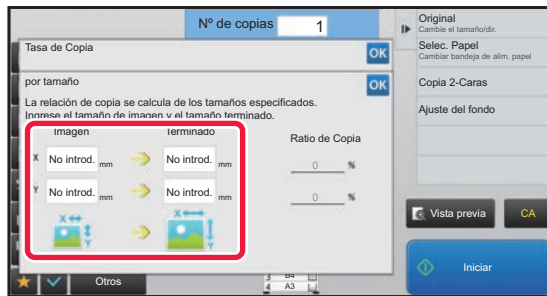 Nº de copias 1
Tasa de Copia OK
por tamaño OK
La relación de copia se calcula de los tamaños especificados.
Ingrese el tamaño de imagen y el tamaño terminado.
Imagen Terminado Ratio de Copia
X No introd. mm No introd. mm 0 %
Y No introd. mm No introd. mm 0 %
X Y X Y
Otros
3 B4
4 A3
Original
Cambie el tamaño/dir.
Selec. Papel
Cambiar bandeja de alim. papel
Copia 2-Caras
Ajuste del fondo
Vista previa CA
Iniciar